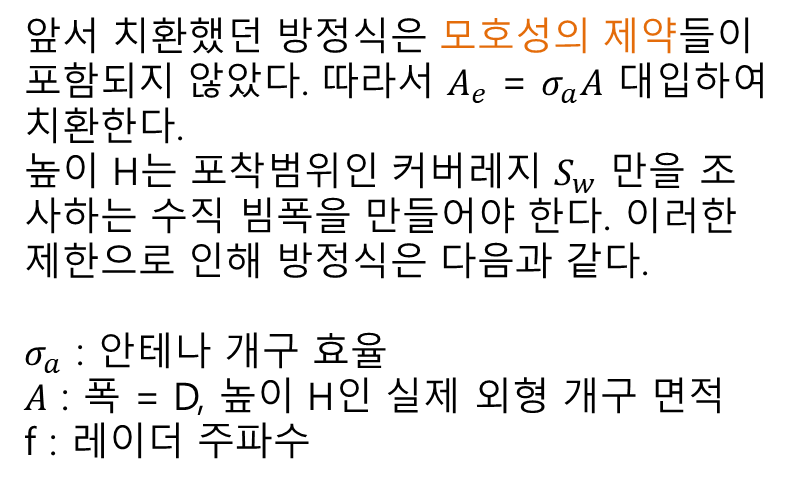 앞서 치환했던 방정식은 모호성의 제약들이
포함되지 않았다. 따라서 Aₑ = σₐA 대입하여
치환한다.
높이 H는 포착범위인 커버레지 S_w 만을 조
사하는 수직 빔폭을 만들어야 한다. 이러한
제한으로 인해 방정식은 다음과 같다.
σₐ : 안테나 개구 효율
A : 폭 = D, 높이 H인 실제 외형 개구 면적
f : 레이더 주파수